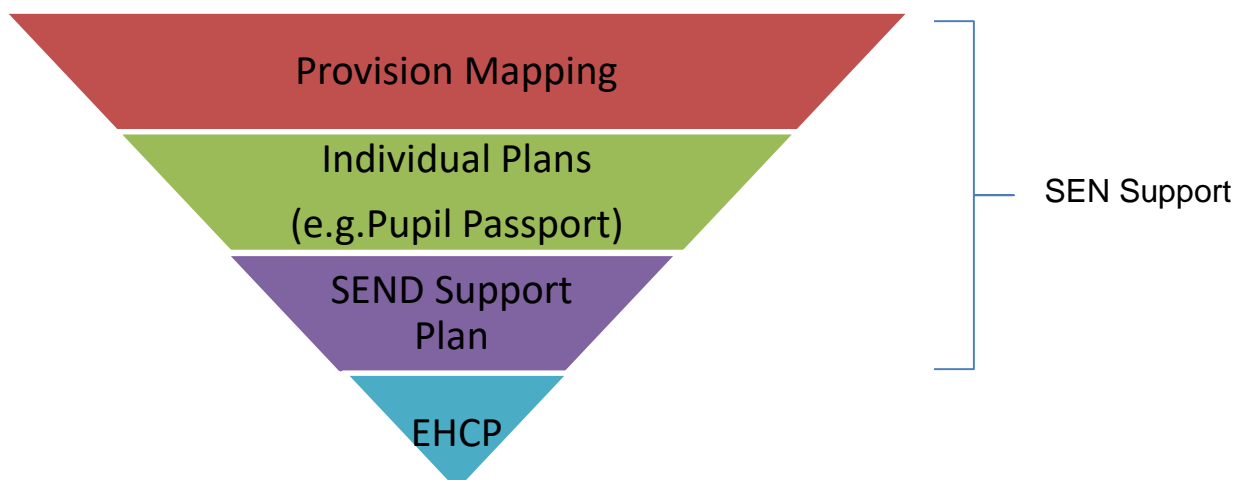 Provision Mapping
Individual Plans
(e.g.Pupil Passport)
SEND Support
Plan
EHCP
SEN Support